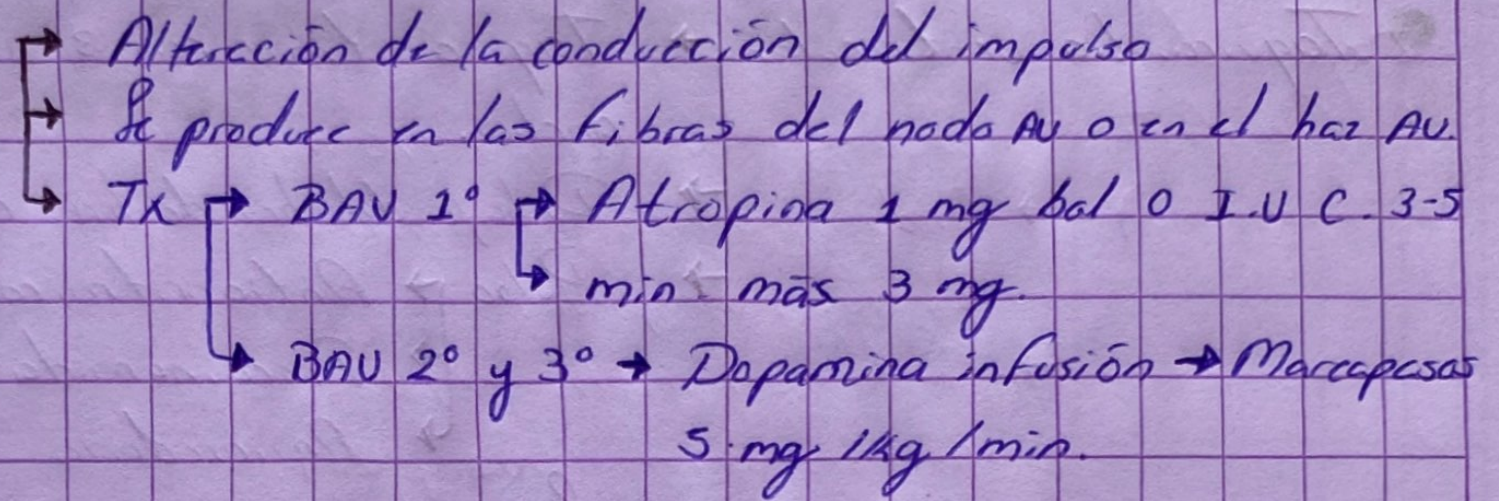 → Alteración de la conducción del impulso
→ Se produce en las fibras del nodo AV o en el haz AV.
→ Tx → BAV 1° → Atropina 1 mg bol o I.V C. 3-5
→ min máx 3 mg.
→ BAV 2° y 3° → Dopamina infusión → Marcapasos
5 mg /kg/min.